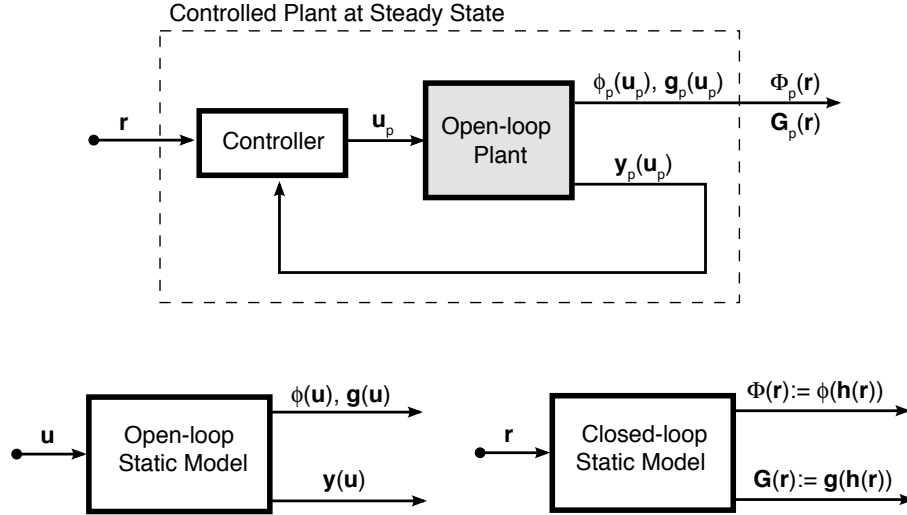 Controlled Plant at Steady State
r
Controller
u_p
Open-loop
Plant
ϕ_p(u_p), g_p(u_p)
Φ_p(r)
G_p(r)
y_p(u_p)
u
Open-loop
Static Model
ϕ(u), g(u)
y(u)
r
Closed-loop
Static Model
Φ(r):= ϕ(h(r))
G(r):= g(h(r))